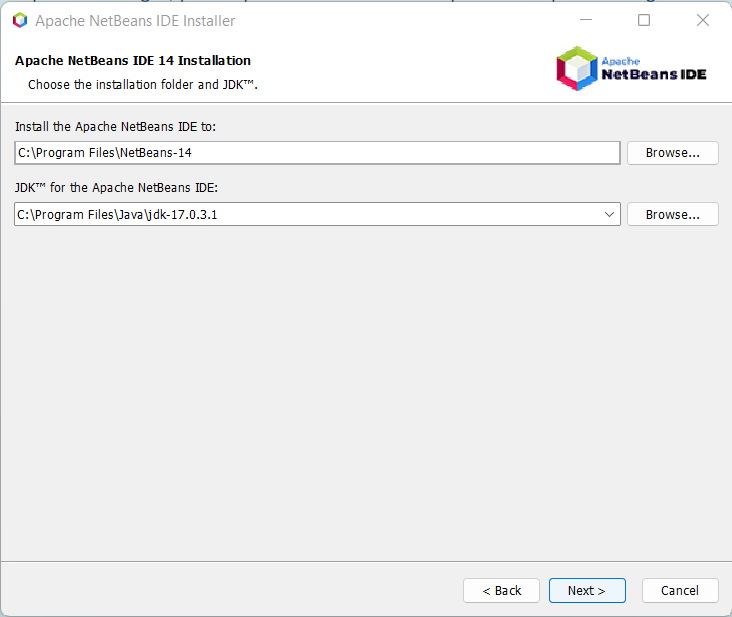 Apache NetBeans IDE Installer
Apache NetBeans IDE 14 Installation
Choose the installation folder and JDK™.
Apache
NetBeans IDE
Install the Apache NetBeans IDE to:
C:\Program Files\NetBeans-14
Browse...
JDK™ for the Apache NetBeans IDE:
C:\Program Files\Java\jdk-17.0.3.1
Browse...
< Back
Next >
Cancel